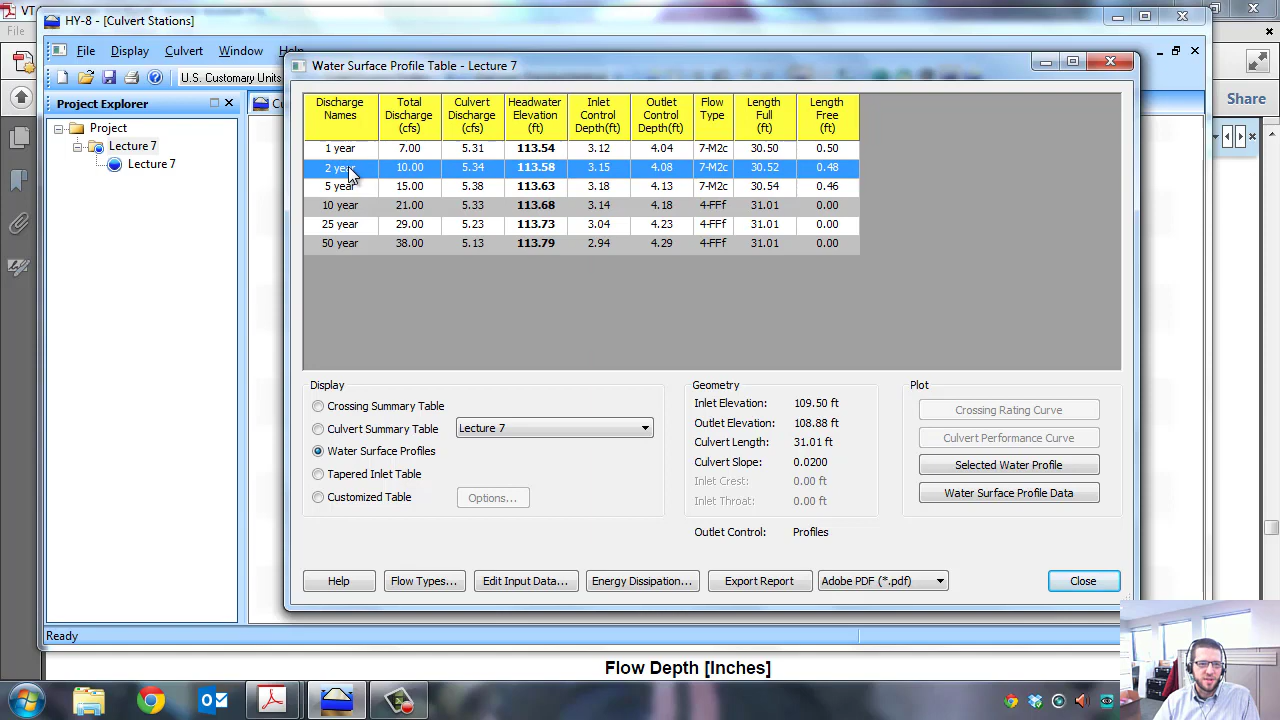 VT
HY-8 - [Culvert Stations]
File
File Display Culvert Window Help
U.S. Customary Units
Share
Project Explorer
Project
Lecture 7
Lecture 7
Water Surface Profile Table - Lecture 7
Discharge Names Total Discharge (cfs) Culvert Discharge (cfs) Headwater Elevation (ft) Inlet Control Depth(ft) Outlet Control Depth(ft) Flow Type Length Full (ft) Length Free (ft)
1 year 7.00 5.31 113.54 3.12 4.04 7-M2c 30.50 0.50
2 year 10.00 5.34 113.58 3.15 4.08 7-M2c 30.52 0.48
5 year 15.00 5.38 113.63 3.18 4.13 7-M2c 30.54 0.46
10 year 21.00 5.33 113.68 3.14 4.18 4-FFf 31.01 0.00
25 year 29.00 5.23 113.73 3.04 4.23 4-FFf 31.01 0.00
50 year 38.00 5.13 113.79 2.94 4.29 4-FFf 31.01 0.00
Display
Crossing Summary Table
Culvert Summary Table Lecture 7
Water Surface Profiles
Tapered Inlet Table
Customized Table Options...
Geometry
Inlet Elevation: 109.50 ft
Outlet Elevation: 108.88 ft
Culvert Length: 31.01 ft
Culvert Slope: 0.0200
Inlet Crest: 0.00 ft
Inlet Throat: 0.00 ft
Outlet Control: Profiles
Plot
Crossing Rating Curve
Culvert Performance Curve
Selected Water Profile
Water Surface Profile Data
Help Flow Types... Edit Input Data... Energy Dissipation... Export Report Adobe PDF (*.pdf) Close
Ready
Flow Depth [Inches]